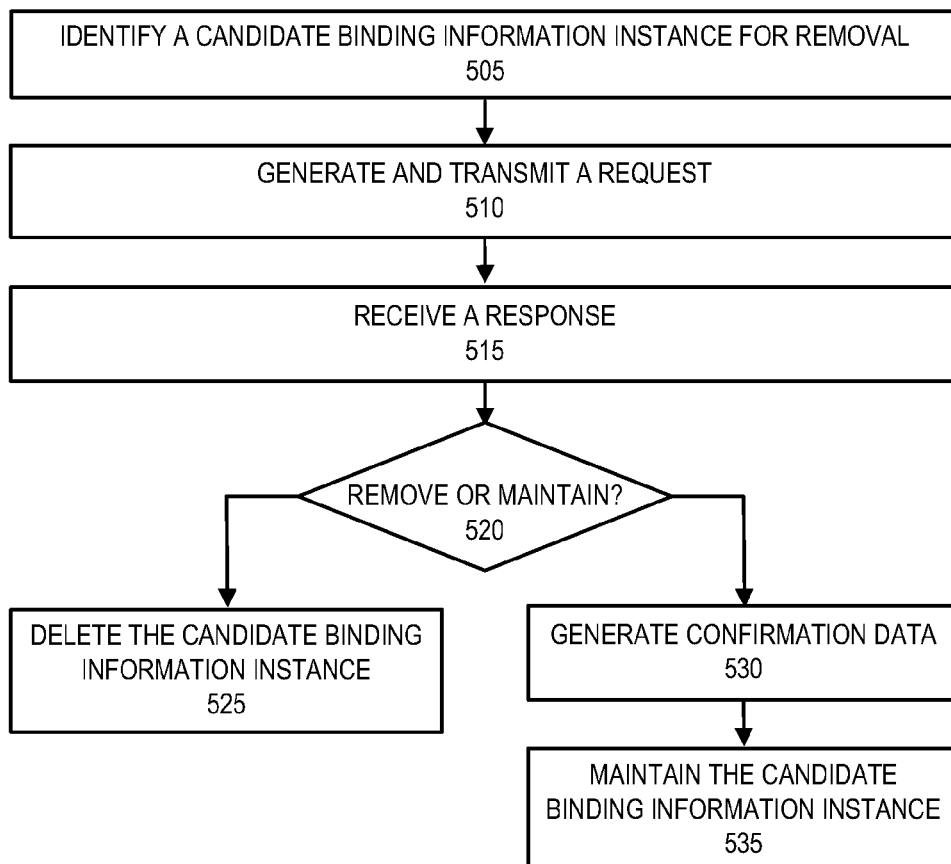 IDENTIFY A CANDIDATE BINDING INFORMATION INSTANCE FOR REMOVAL
505
GENERATE AND TRANSMIT A REQUEST
510
RECEIVE A RESPONSE
515
REMOVE OR MAINTAIN?
520
DELETE THE CANDIDATE BINDING
INFORMATION INSTANCE
525
GENERATE CONFIRMATION DATA
530
MAINTAIN THE CANDIDATE
BINDING INFORMATION INSTANCE
535